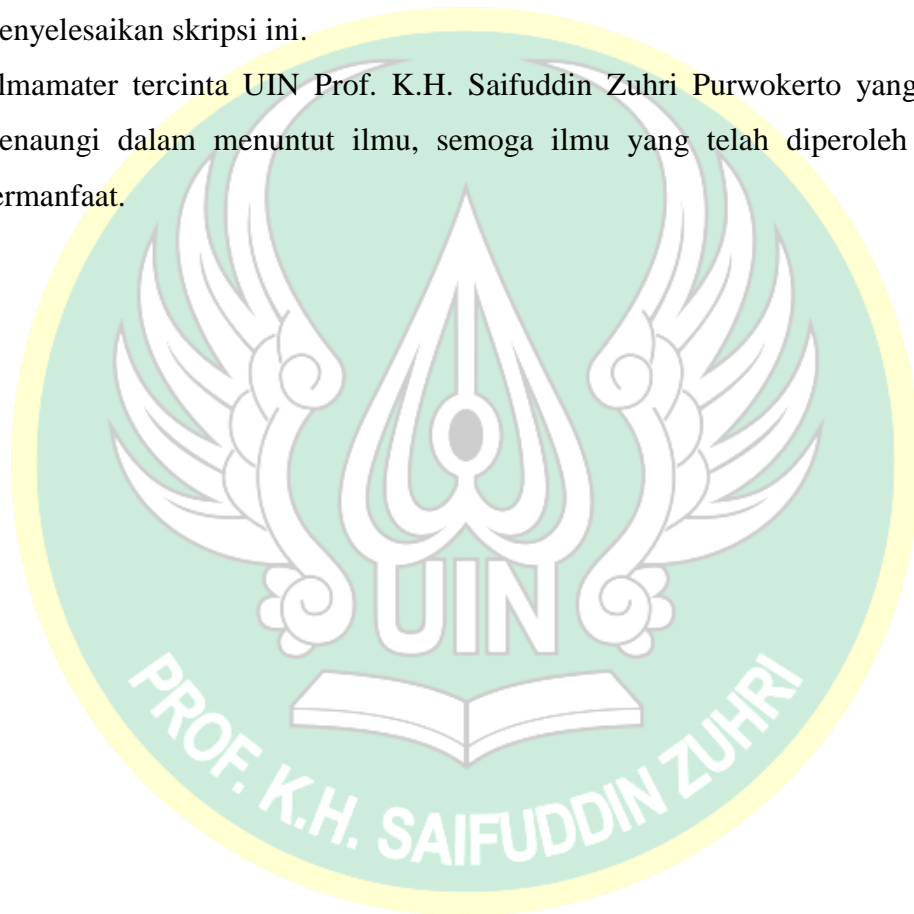 enyelesaikan skripsi ini.
lmamater tercinta UIN Prof. K.H. Saifuddin Zuhri Purwokerto yang
enaungi dalam menuntut ilmu, semoga ilmu yang telah diperoleh
ermanfaat.
UIN
PROF. K.H. SAIFUDDIN ZUHRI